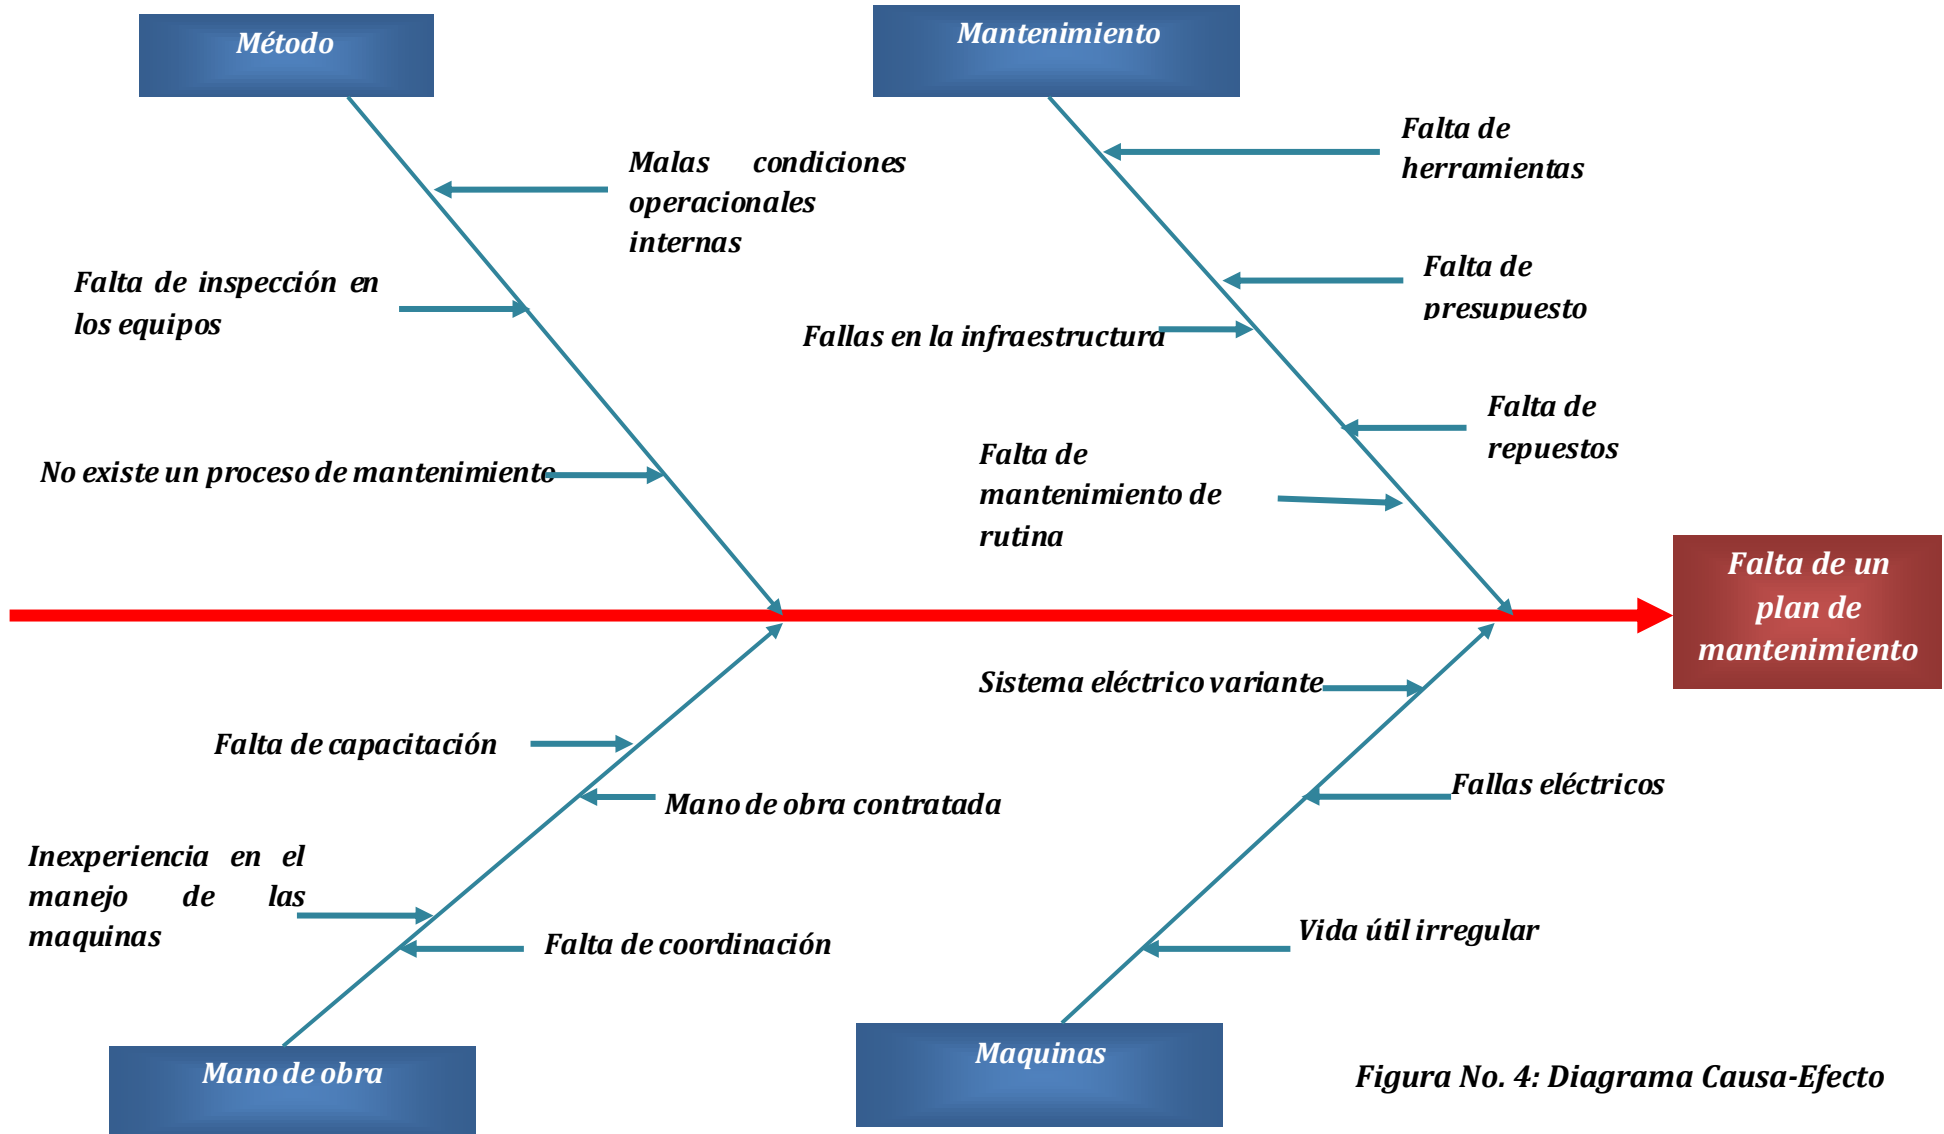 Método
Mantenimiento
Falta de
herramientas
Malas condiciones
operacionales
internas
Falta de inspección en
los equipos
Falta de
presupuesto
Fallas en la infraestructura
Falta de
repuestos
No existe un proceso de mantenimiento
Falta de
mantenimiento de
rutina
Falta de un
plan de
mantenimiento
Sistema eléctrico variante
Falta de capacitación
Mano de obra contratada
Fallas eléctricos
Inexperiencia en el
manejo de las
maquinas
Falta de coordinación
Vida útil irregular
Mano de obra
Maquinas
Figura No. 4: Diagrama Causa-Efecto